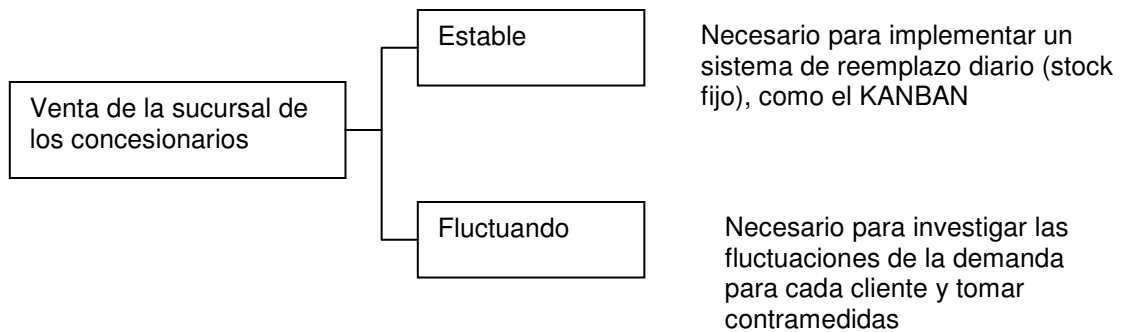 Estable
Necesario para implementar un
sistema de reemplazo diario (stock
fijo), como el KANBAN
Venta de la sucursal de
los concesionarios
Fluctuando
Necesario para investigar las
fluctuaciones de la demanda
para cada cliente y tomar
contramedidas